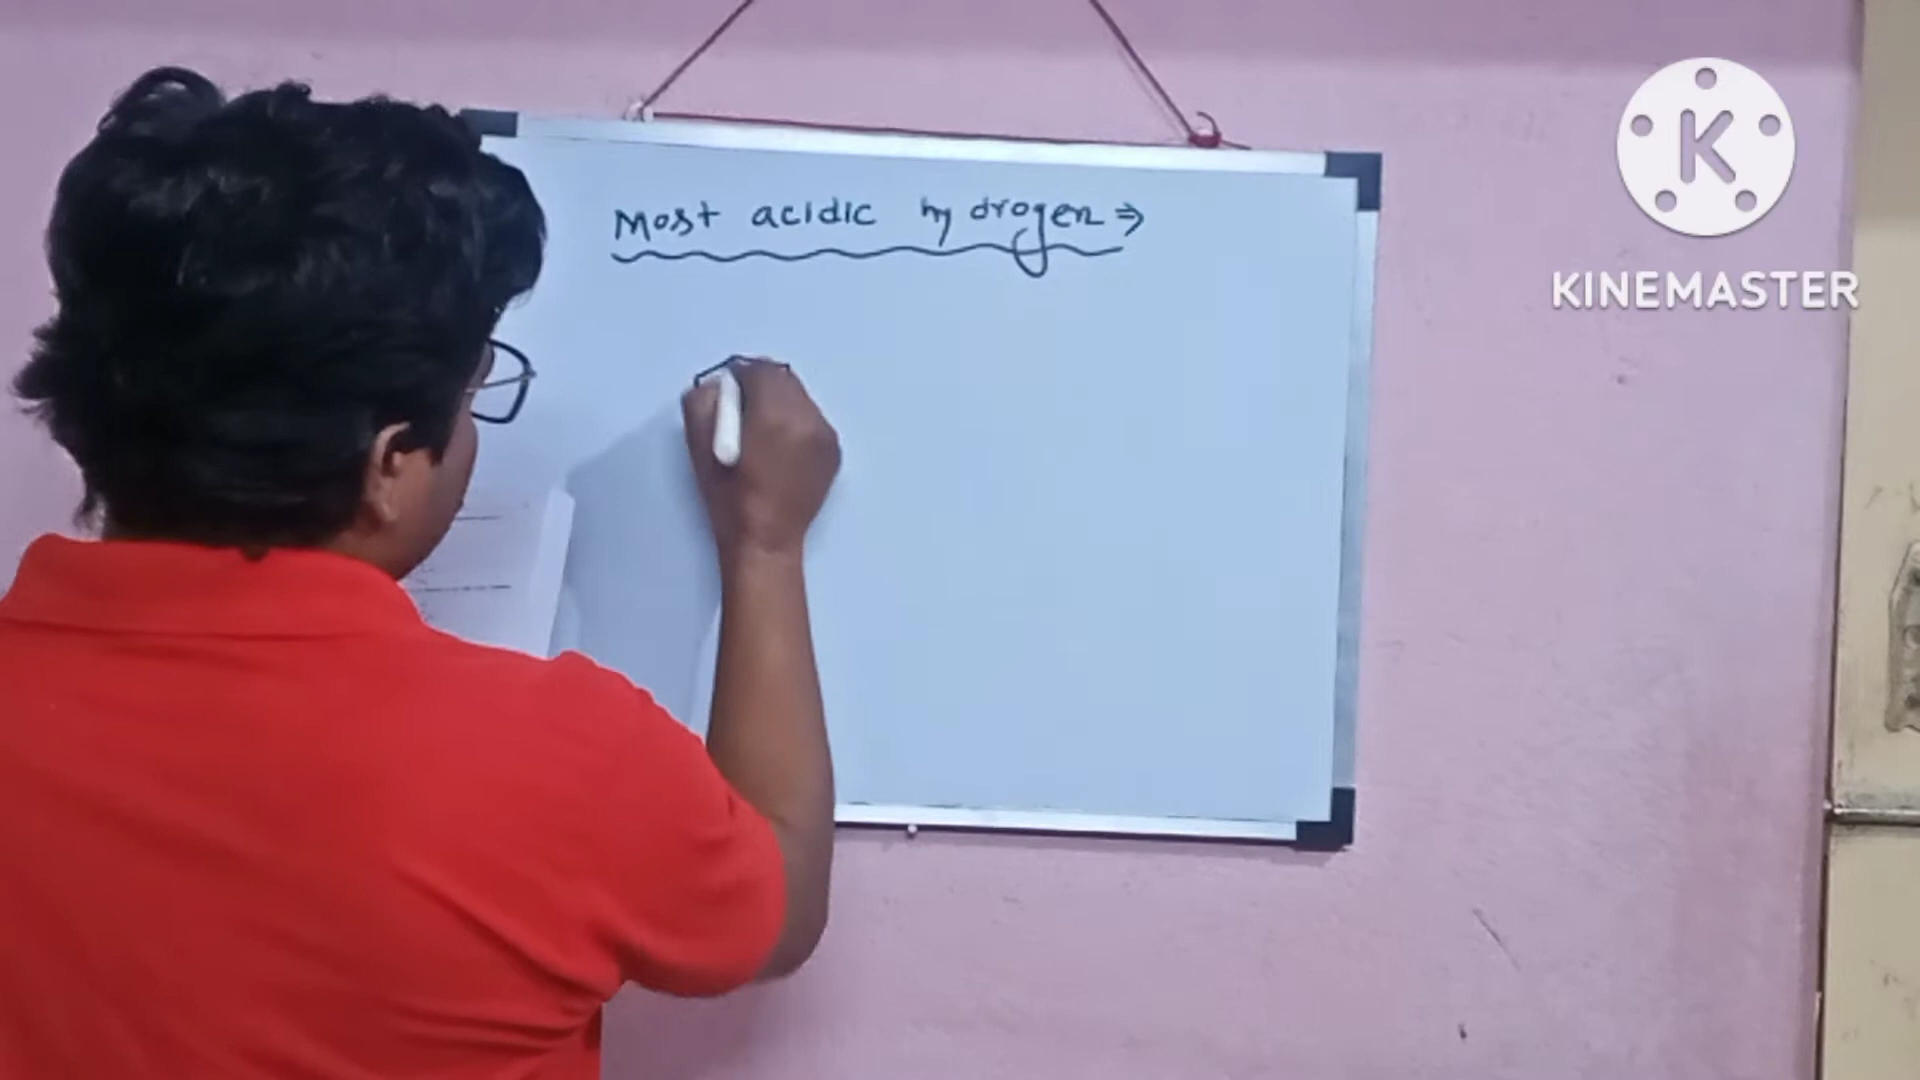 Most acidic hydrogen ⇒
K
KINEMASTER